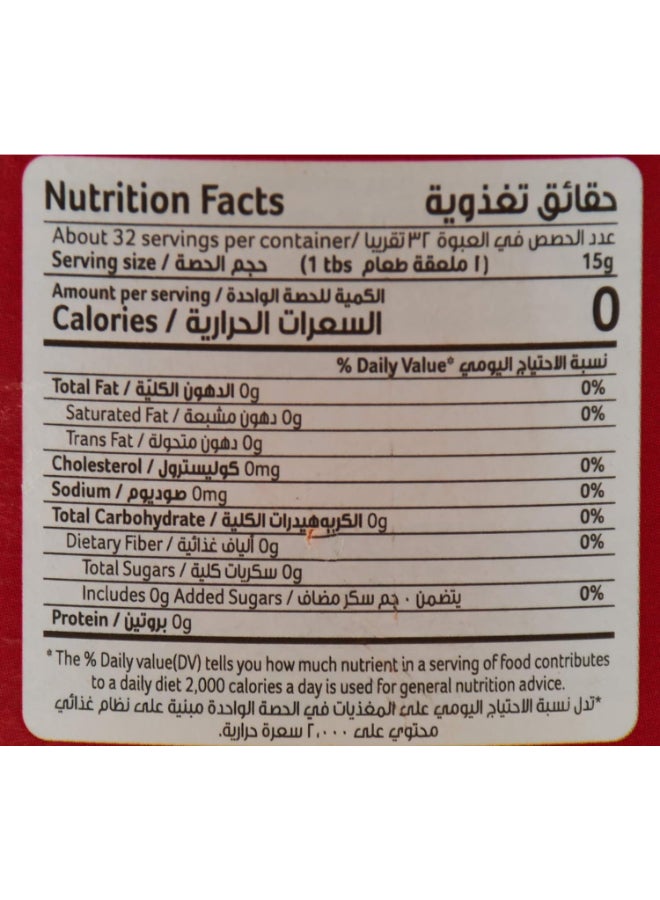 Nutrition Facts حقائق تغذوية
About 32 servings per container/ عدد الحصص في العبوة ٣٢ تقريبا
Serving size / حجم الحصة (1 tbs ١ ملعقة طعام) 15g
Amount per serving / الكمية للحصة الواحدة
Calories / السعرات الحرارية 0
% Daily Value* نسبة الاحتياج اليومي
Total Fat / الدهون الكليّة 0g 0%
Saturated Fat / دهون مشبعة 0g 0%
Trans Fat / دهون متحولة 0g
Cholesterol / كوليسترول 0mg 0%
Sodium / صوديوم 0mg 0%
Total Carbohydrate / الكربوهيدرات الكلية 0g 0%
Dietary Fiber / ألياف غذائية 0g 0%
Total Sugars / سكريات كلية 0g
Includes 0g Added Sugars / يتضمن ٠ جم سكر مضاف 0%
Protein / بروتين 0g
* The % Daily value(DV) tells you how much nutrient in a serving of food contributes
to a daily diet 2,000 calories a day is used for general nutrition advice.
*تدل نسبة الاحتياج اليومي على المغذيات في الحصة الواحدة مبنية على نظام غذائي
محتوي على ٢,٠٠٠ سعرة حرارية.